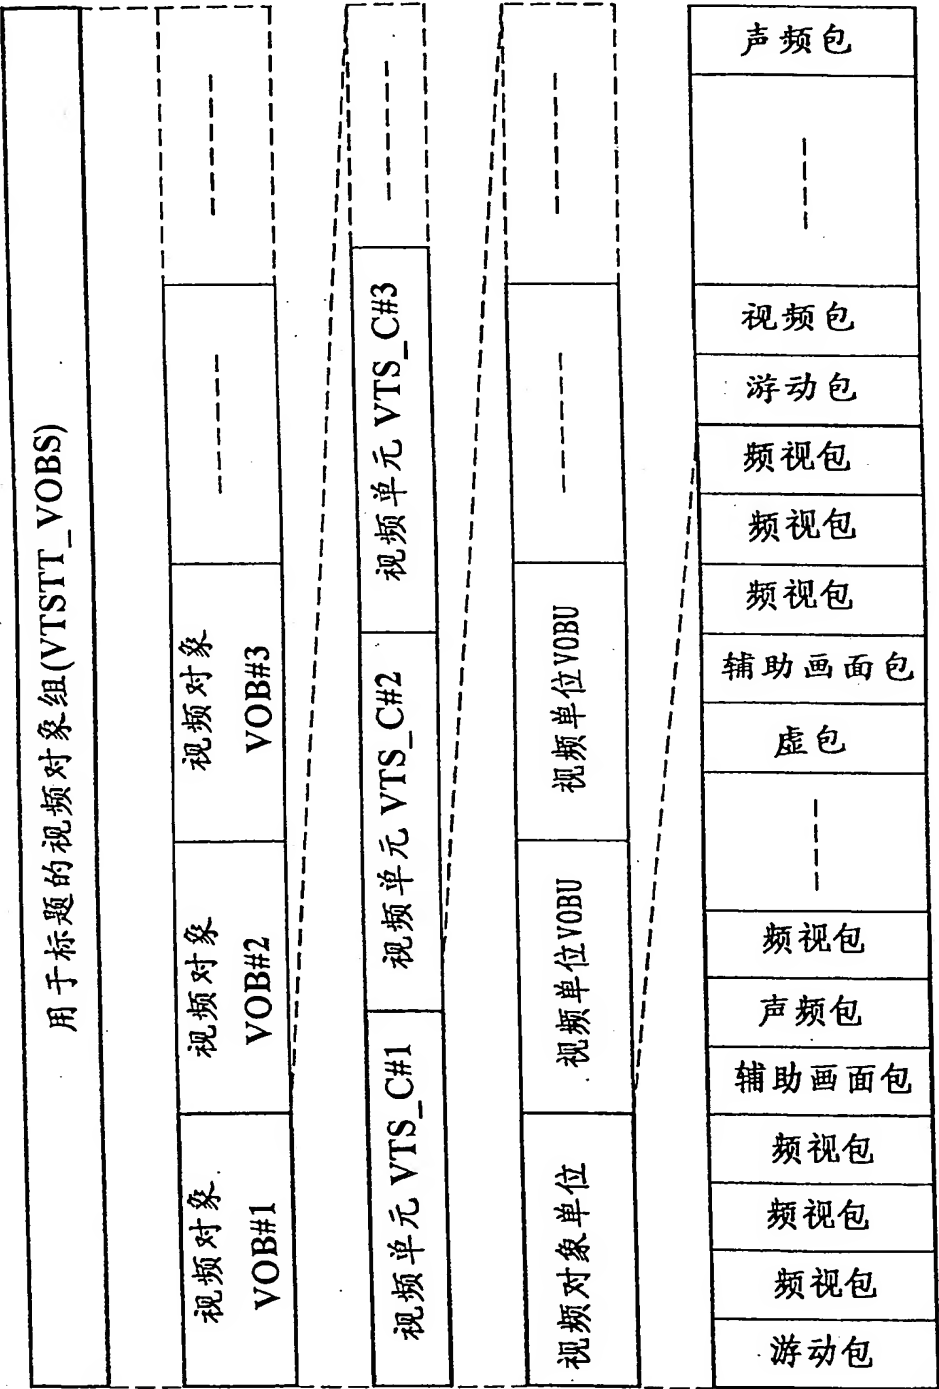 用于标题的视频对象组(VTSTT_VOBS)
视频对象
VOB#1
视频对象
VOB#2
视频对象
VOB#3
视频单元 VTS_C#1
视频单元 VTS_C#2
视频单元 VTS_C#3
视频对象单位
视频单位VOBU
视频单位VOBU
声频包
视频包
游动包
频视包
频视包
频视包
辅助画面包
虚包
频视包
声频包
辅助画面包
频视包
频视包
频视包
游动包